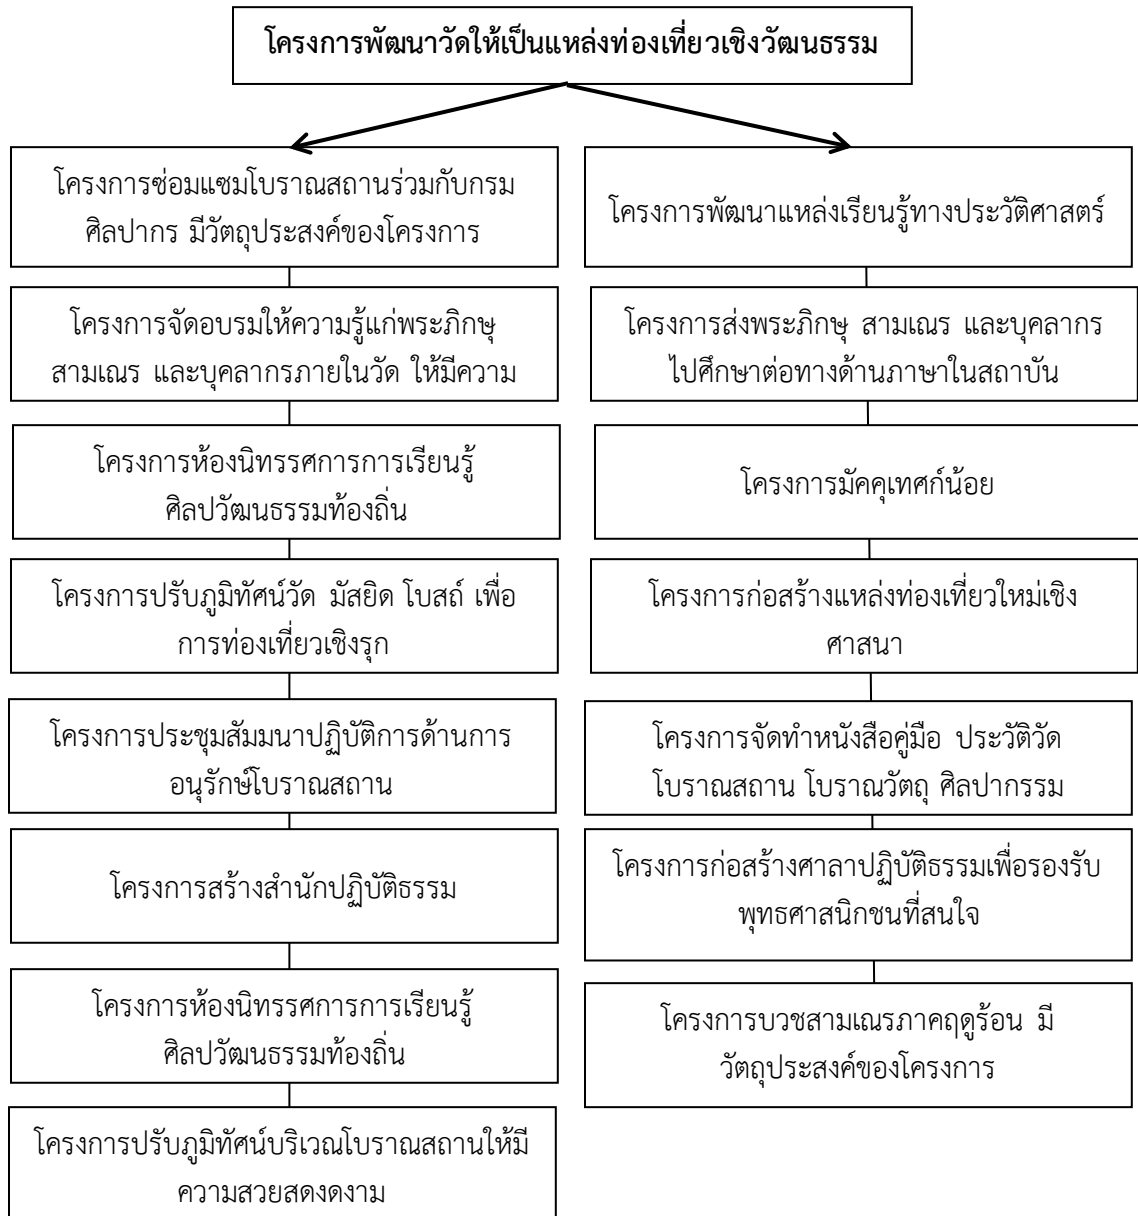 โครงการพัฒนาวัดให้เป็นแหล่งท่องเที่ยวเชิงวัฒนธรรม
โครงการซ่อมแซมโบราณสถานร่วมกับกรม
ศิลปากร มีวัตถุประสงค์ของโครงการ
โครงการจัดอบรมให้ความรู้แก่พระภิกษุ
สามเณร และบุคลากรภายในวัด ให้มีความ
โครงการห้องนิทรรศการการเรียนรู้
ศิลปวัฒนธรรมท้องถิ่น
โครงการปรับภูมิทัศน์วัด มัสยิด โบสถ์ เพื่อ
การท่องเที่ยวเชิงรุก
โครงการประชุมสัมมนาปฏิบัติการด้านการ
อนุรักษ์โบราณสถาน
โครงการสร้างสำนักปฏิบัติธรรม
โครงการห้องนิทรรศการการเรียนรู้
ศิลปวัฒนธรรมท้องถิ่น
โครงการปรับภูมิทัศน์บริเวณโบราณสถานให้มี
ความสวยสดงดงาม
โครงการพัฒนาแหล่งเรียนรู้ทางประวัติศาสตร์
โครงการส่งพระภิกษุ สามเณร และบุคลากร
ไปศึกษาต่อทางด้านภาษาในสถาบัน
โครงการมัคคุเทศก์น้อย
โครงการก่อสร้างแหล่งท่องเที่ยวใหม่เชิง
ศาสนา
โครงการจัดทำหนังสือคู่มือ ประวัติวัด
โบราณสถาน โบราณวัตถุ ศิลปากรรม
โครงการก่อสร้างศาลาปฏิบัติธรรมเพื่อรองรับ
พุทธศาสนิกชนที่สนใจ
โครงการบวชสามเณรภาคฤดูร้อน มี
วัตถุประสงค์ของโครงการ